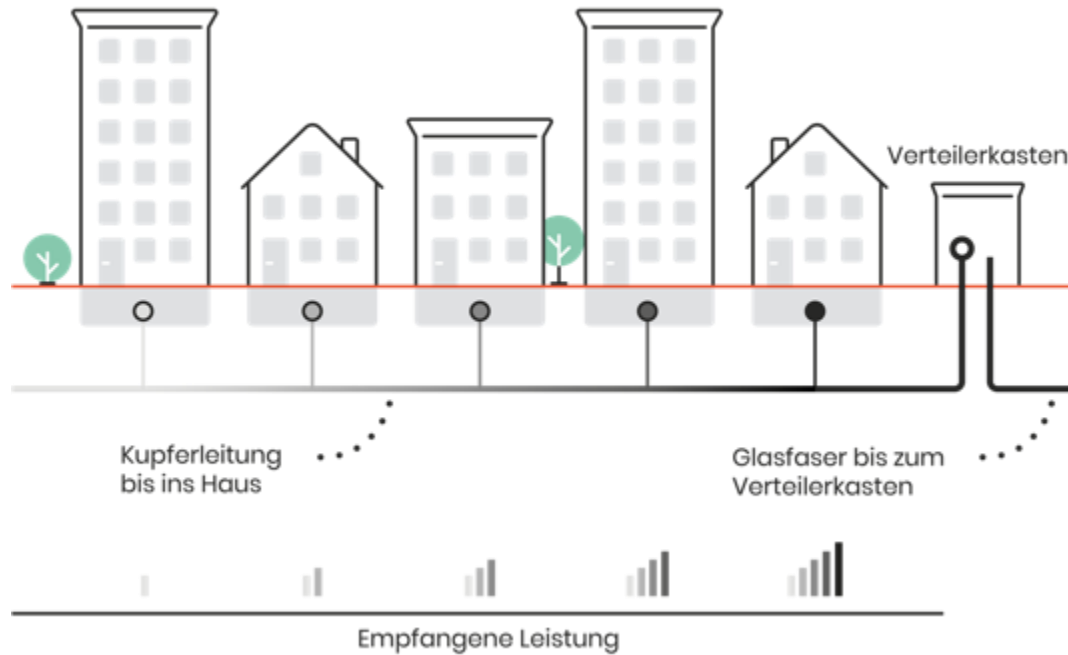 Verteilerkasten
Kupferleitung
bis ins Haus
Glasfaser bis zum
Verteilerkasten
Empfangene Leistung